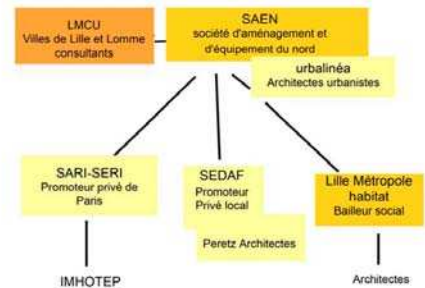 LMCU
Villes de Lille et Lomme
consultants
SAEN
société d'aménagement et
d'équipement du nord
urbalinéa
Architectes urbanistes
SARI-SERI
Promoteur privé de
Paris
SEDAF
Promoteur
Privé local
Peretz Architectes
Lille Métropole
habitat
Bailleur social
IMHOTEP
Architectes